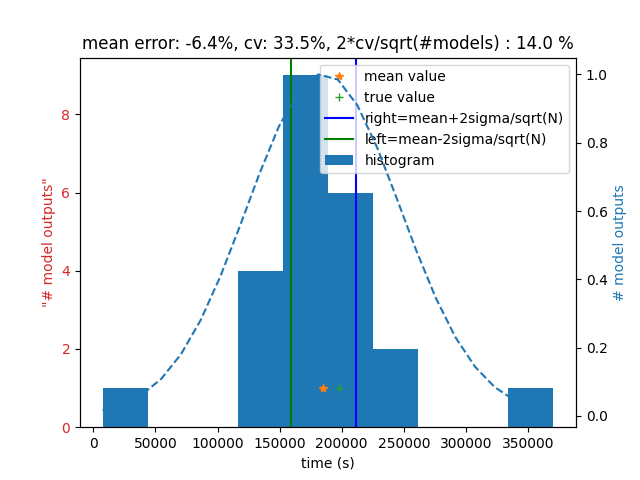 mean error: -6.4%, cv: 33.5%, 2*cv/sqrt(#models) : 14.0 %
mean value
true value
right=mean+2sigma/sqrt(N)
left=mean-2sigma/sqrt(N)
histogram
"# model outputs"
8
6
4
2
0
1.0
0.8
0.6
0.4
0.2
0.0
# model outputs
0 50000 100000 150000 200000 250000 300000 350000
time (s)